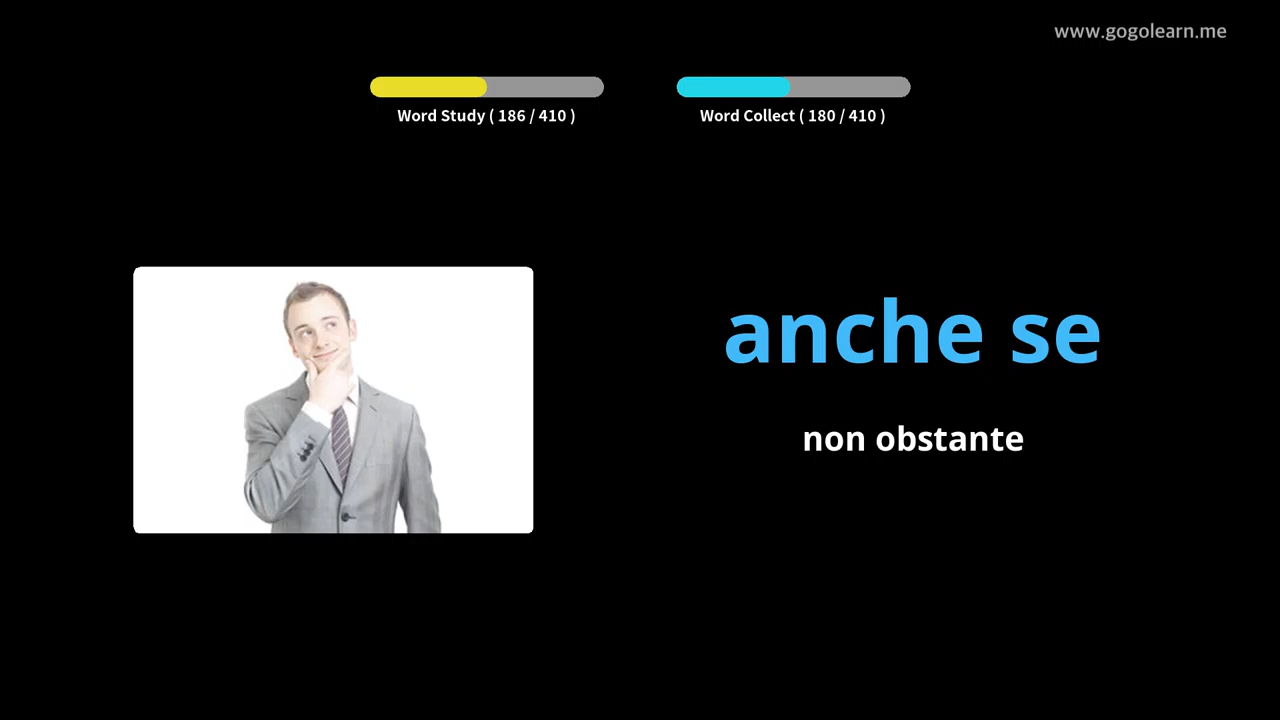 www.gogolearn.me
Word Study ( 186 / 410 )
Word Collect ( 180 / 410 )
anche se
non obstante